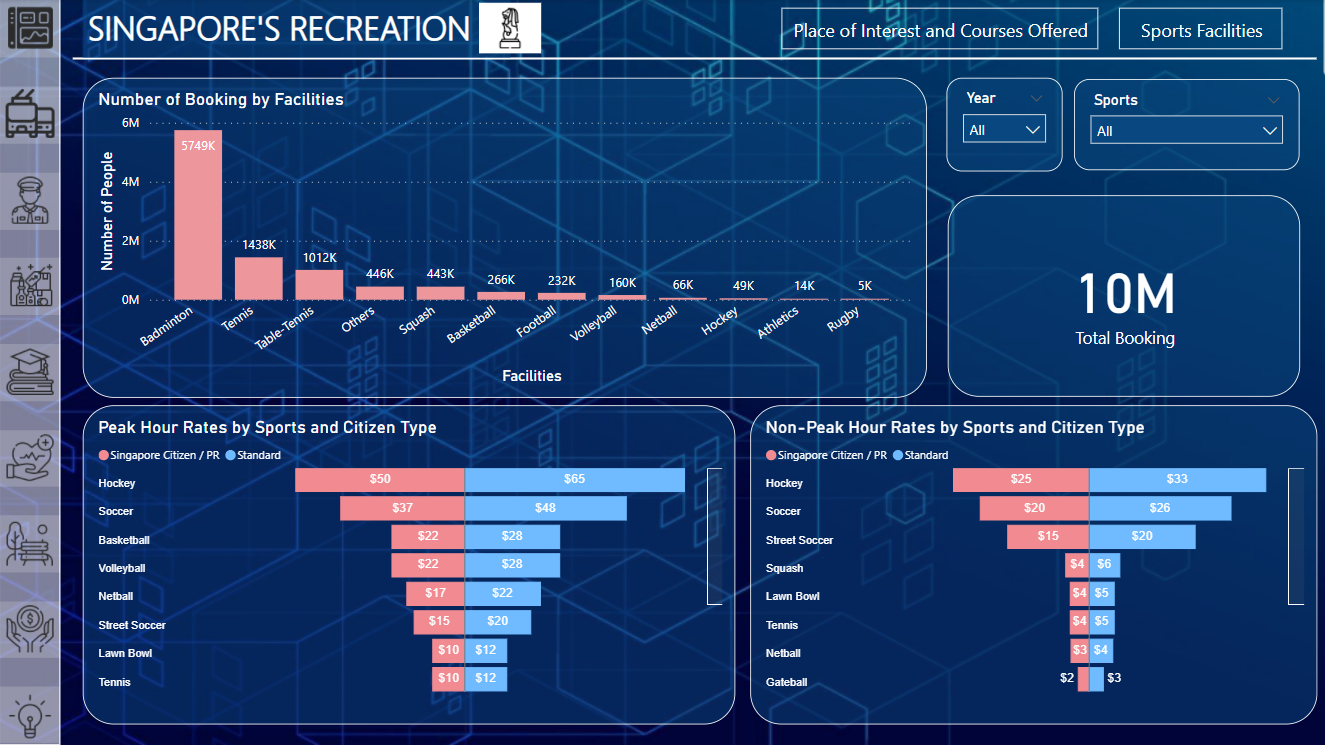 SINGAPORE'S RECREATION
Place of Interest and Courses Offered
Sports Facilities
Number of Booking by Facilities
Number of People
6M
4M
2M
0M
5749K
1438K
1012K
446K
443K
266K
232K
160K
66K
49K
14K
5K
Badminton
Tennis
Table-Tennis
Others
Squash
Basketball
Football
Volleyball
Netball
Hockey
Athletics
Rugby
Facilities
Year
All
Sports
All
10M
Total Booking
Peak Hour Rates by Sports and Citizen Type
Singapore Citizen / PR Standard
Hockey $50 $65
Soccer $37 $48
Basketball $22 $28
Volleyball $22 $28
Netball $17 $22
Street Soccer $15 $20
Lawn Bowl $10 $12
Tennis $10 $12
Non-Peak Hour Rates by Sports and Citizen Type
Singapore Citizen / PR Standard
Hockey $25 $33
Soccer $20 $26
Street Soccer $15 $20
Squash $4 $6
Lawn Bowl $4 $5
Tennis $4 $5
Netball $3 $4
Gateball $2 $3